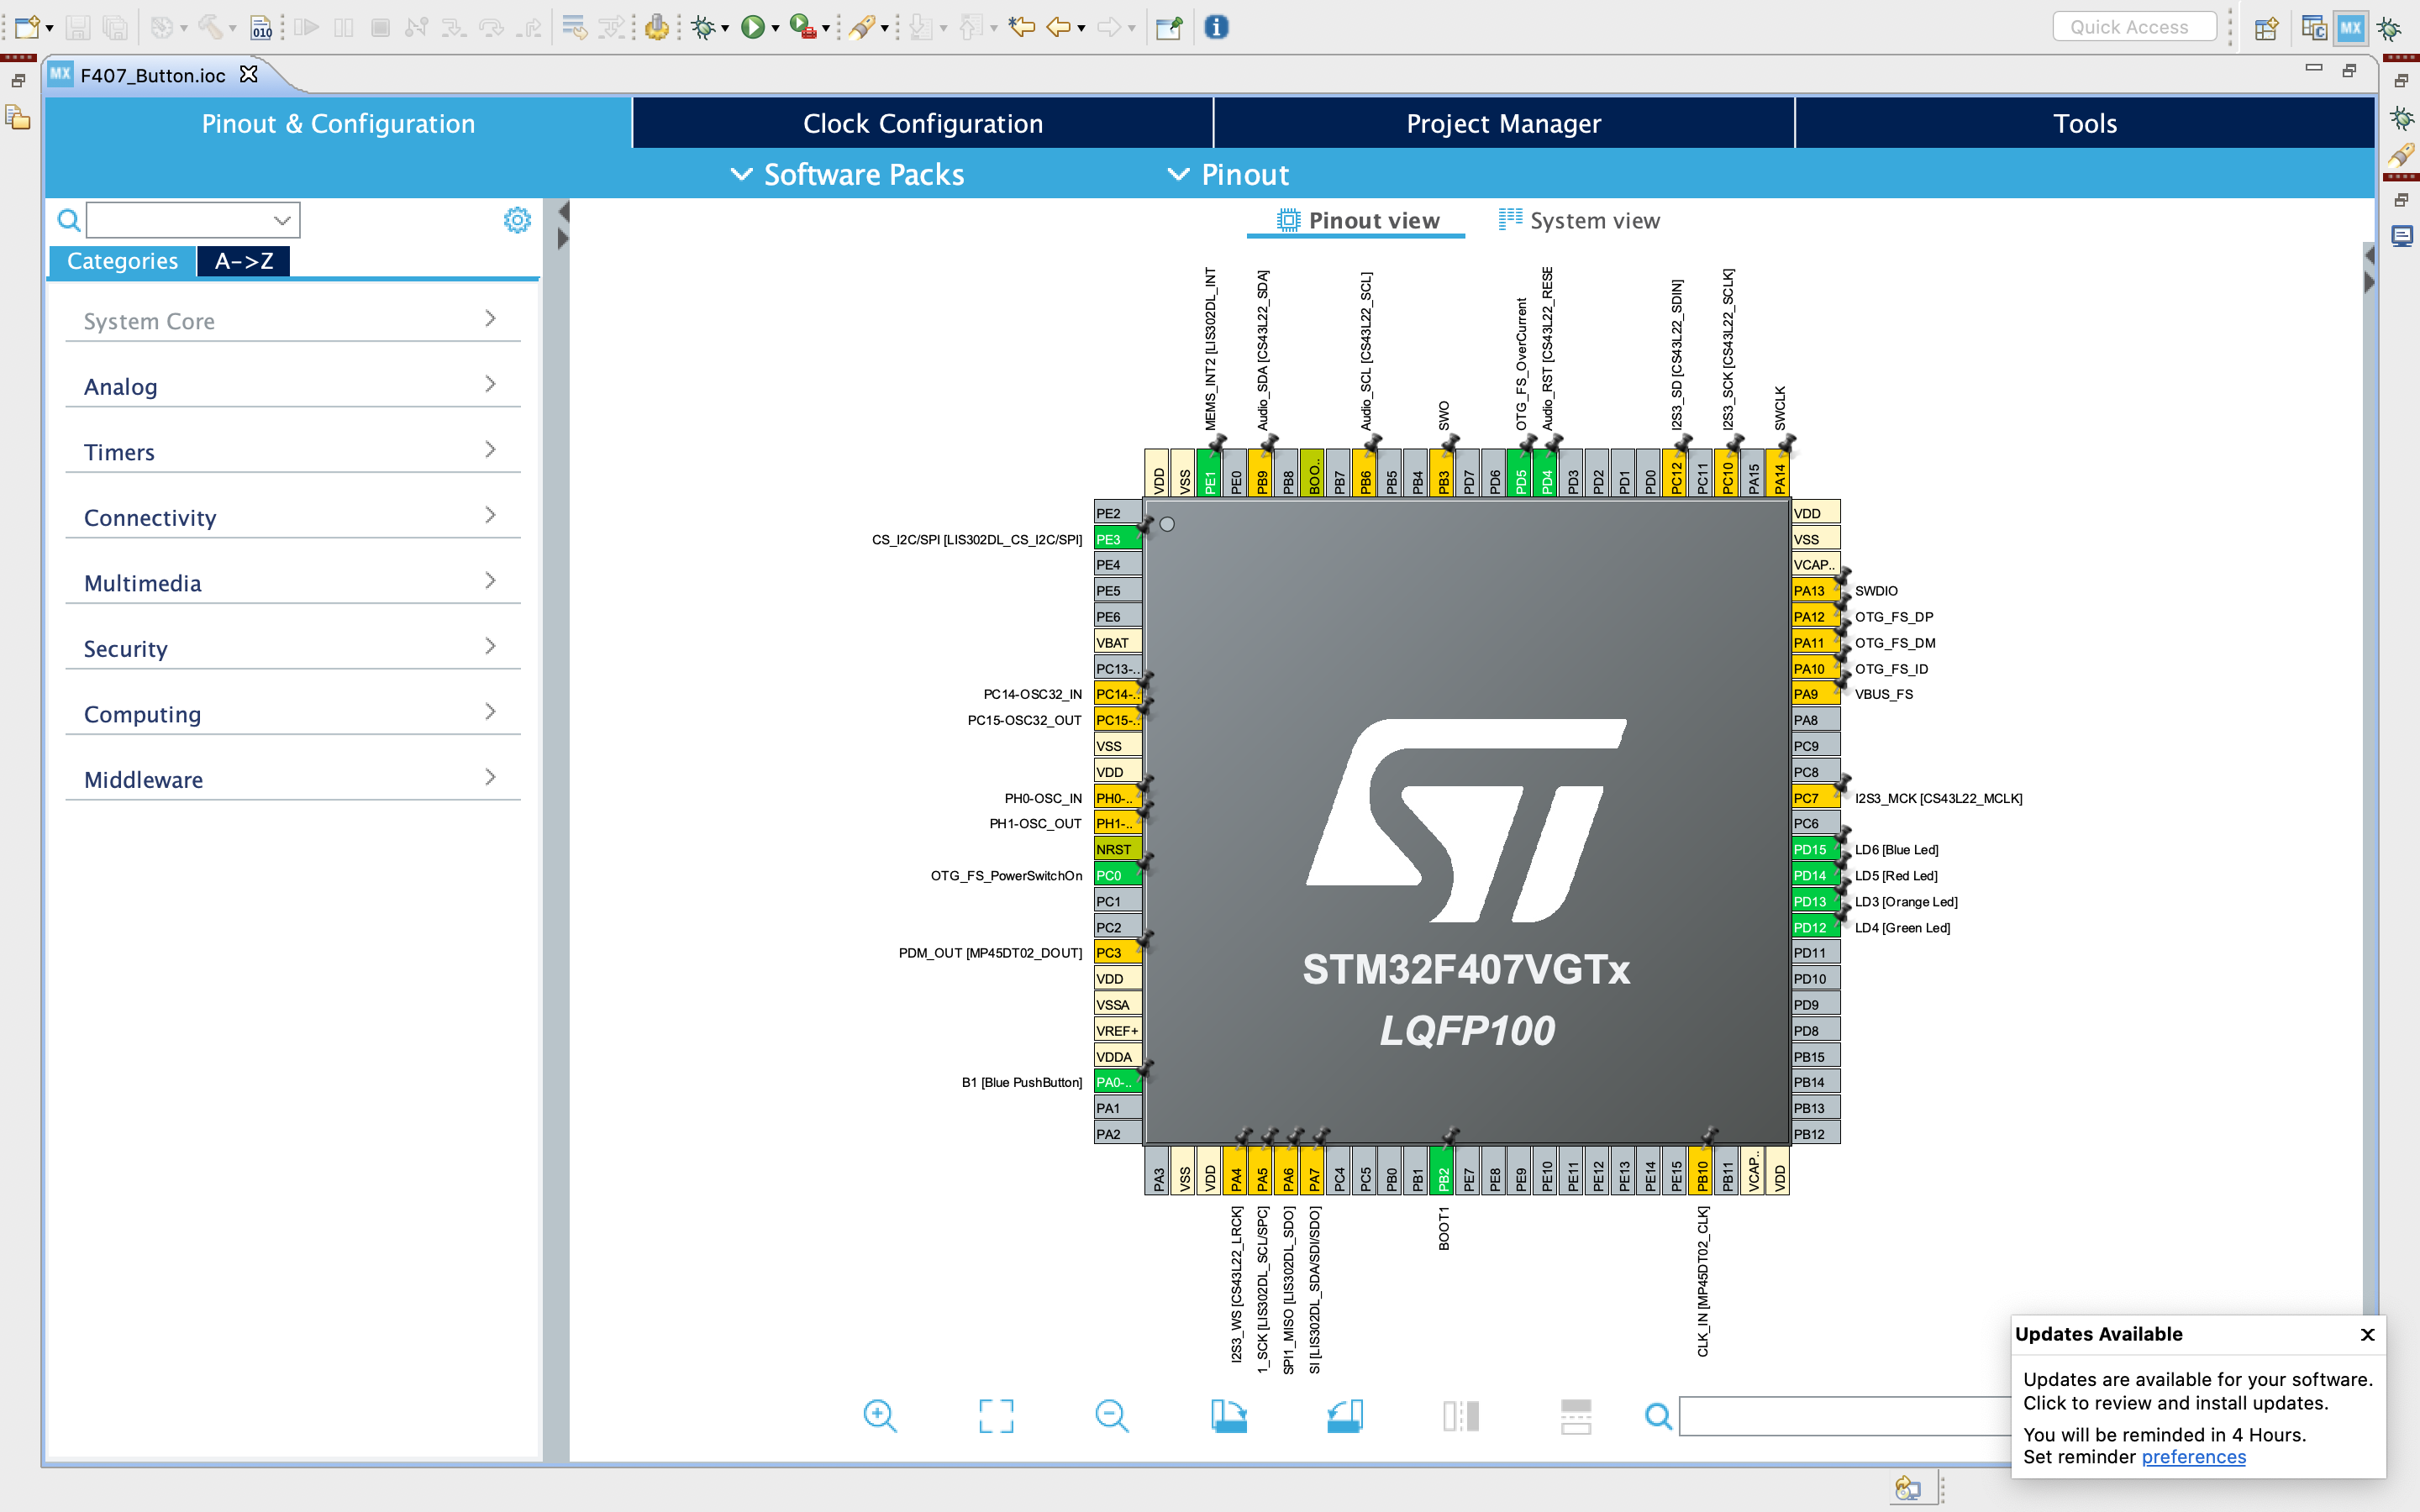 Quick Access
MX
010
MX F407_Button.ioc
Pinout & Configuration
Clock Configuration
Project Manager
Tools
Software Packs
Pinout
Pinout view
System view
Categories
A->Z
System Core
Analog
Timers
Connectivity
Multimedia
Security
Computing
Middleware
MEMS_INT2 [LIS302DL_INT
Audio_SDA [CS43L22_SDA]
Audio_SCL [CS43L22_SCL]
SWO
OTG_FS_OverCurrent
Audio_RST [CS43L22_RESE
I2S3_SD [CS43L22_SDIN]
I2S3_SCK [CS43L22_SCLK]
SWCLK
VDD
VSS
PE1
PE0
PB9
PB8
BOO..
PB7
PB6
PB5
PB4
PB3
PD7
PD6
PD5
PD4
PD3
PD2
PD1
PD0
PC12
PC11
PC10
PA15
PA14
PE2
CS_I2C/SPI [LIS302DL_CS_I2C/SPI] PE3
PE4
PE5
PE6
VBAT
PC13-..
PC14-OSC32_IN PC14-..
PC15-OSC32_OUT PC15-..
VSS
VDD
PH0-OSC_IN PH0-..
PH1-OSC_OUT PH1-..
NRST
OTG_FS_PowerSwitchOn PC0
PC1
PC2
PDM_OUT [MP45DT02_DOUT] PC3
VDD
VSSA
VREF+
VDDA
B1 [Blue PushButton] PA0-..
PA1
PA2
ST
STM32F407VGTx
LQFP100
VDD
VSS
VCAP..
PA13 SWDIO
PA12 OTG_FS_DP
PA11 OTG_FS_DM
PA10 OTG_FS_ID
PA9 VBUS_FS
PA8
PC9
PC8
PC7 I2S3_MCK [CS43L22_MCLK]
PC6
PD15 LD6 [Blue Led]
PD14 LD5 [Red Led]
PD13 LD3 [Orange Led]
PD12 LD4 [Green Led]
PD11
PD10
PD9
PD8
PB15
PB14
PB13
PB12
PA3
VSS
VDD
PA4
PA5
PA6
PA7
PC4
PC5
PB0
PB1
PB2
PE7
PE8
PE9
PE10
PE11
PE12
PE13
PE14
PE15
PB10
PB11
VCAP..
VDD
I2S3_WS [CS43L22_LRCK]
1_SCK [LIS302DL_SCL/SPC]
SPI1_MISO [LIS302DL_SDO]
SI [LIS302DL_SDA/SDI/SDO]
BOOT1
CLK_IN [MP45DT02_CLK]
Updates Available
Updates are available for your software.
Click to review and install updates.
You will be reminded in 4 Hours.
Set reminder preferences